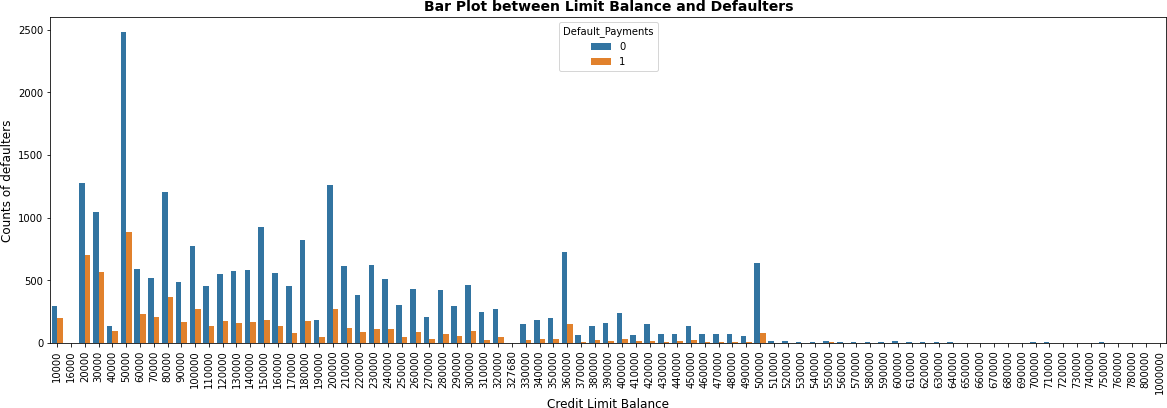 Bar Plot between Limit Balance and Defaulters
Default_Payments
0
1
2500
2000
1500
1000
500
0
Counts of defaulters
10000 16000 20000 30000 40000 50000 60000 70000 80000 90000 100000 110000 120000 130000 140000 150000 160000 170000 180000 190000 200000 210000 220000 230000 240000 250000 260000 270000 280000 290000 300000 310000 320000 327680 330000 340000 350000 360000 370000 380000 390000 400000 410000 420000 430000 440000 450000 460000 470000 480000 490000 500000 510000 520000 530000 540000 550000 560000 570000 580000 590000 600000 610000 620000 630000 640000 650000 660000 670000 680000 690000 700000 710000 720000 730000 740000 750000 760000 780000 800000 1000000
Credit Limit Balance